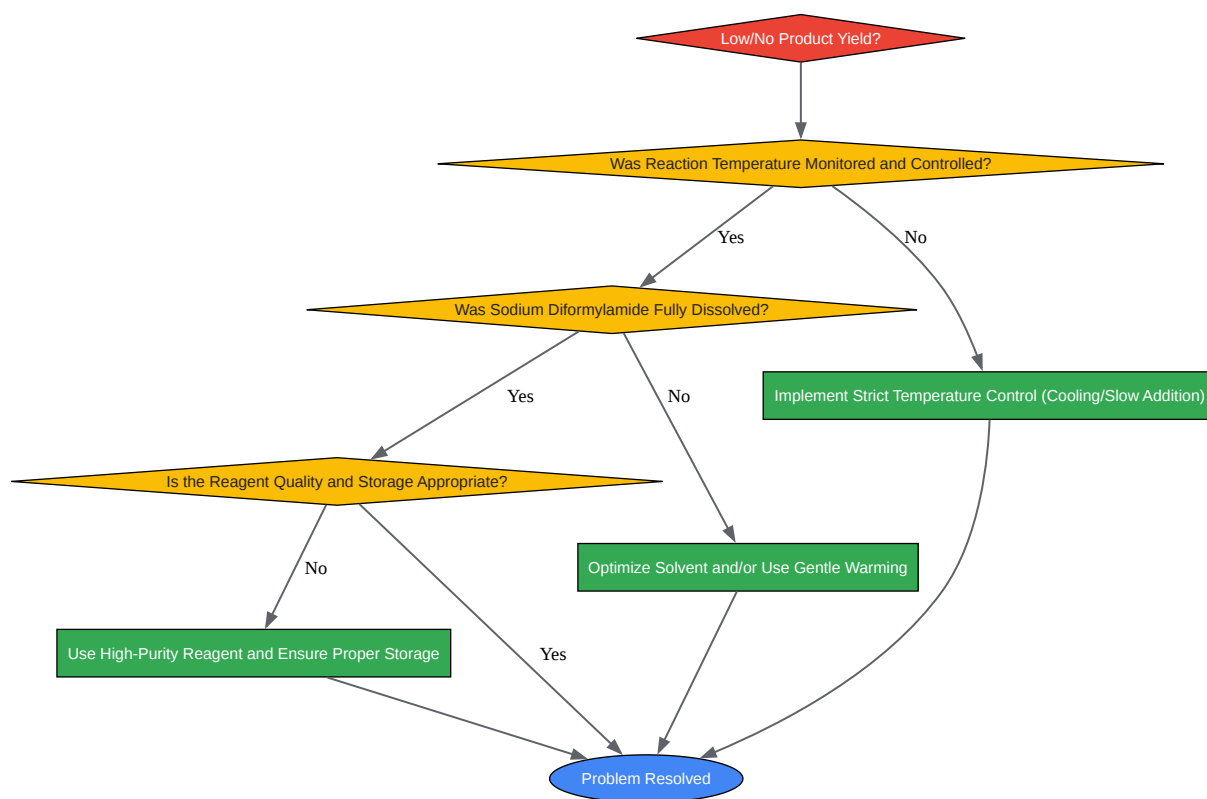 Low/No Product Yield?
Was Reaction Temperature Monitored and Controlled?
Yes
No
Was Sodium Diformylamide Fully Dissolved?
Yes
No
Implement Strict Temperature Control (Cooling/Slow Addition)
Is the Reagent Quality and Storage Appropriate?
No
Optimize Solvent and/or Use Gentle Warming
Use High-Purity Reagent and Ensure Proper Storage
Yes
Problem Resolved